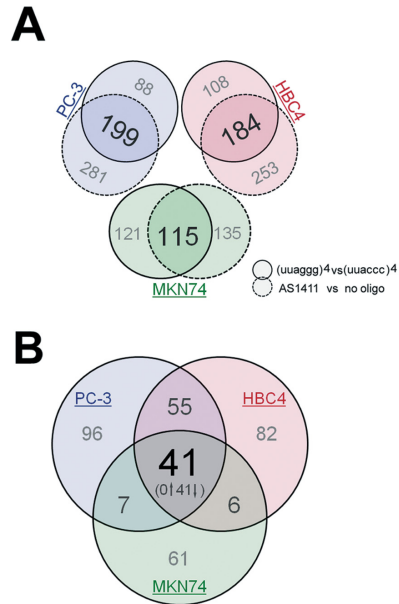 A
PC-3
88
199
281
HBC4
108
184
253
121
115
135
MKN74
(uuaggg)4 vs (uuaccc)4
AS1411 vs no oligo
B
PC-3
55
HBC4
96
82
41
(0↑41↓)
7
6
61
MKN74